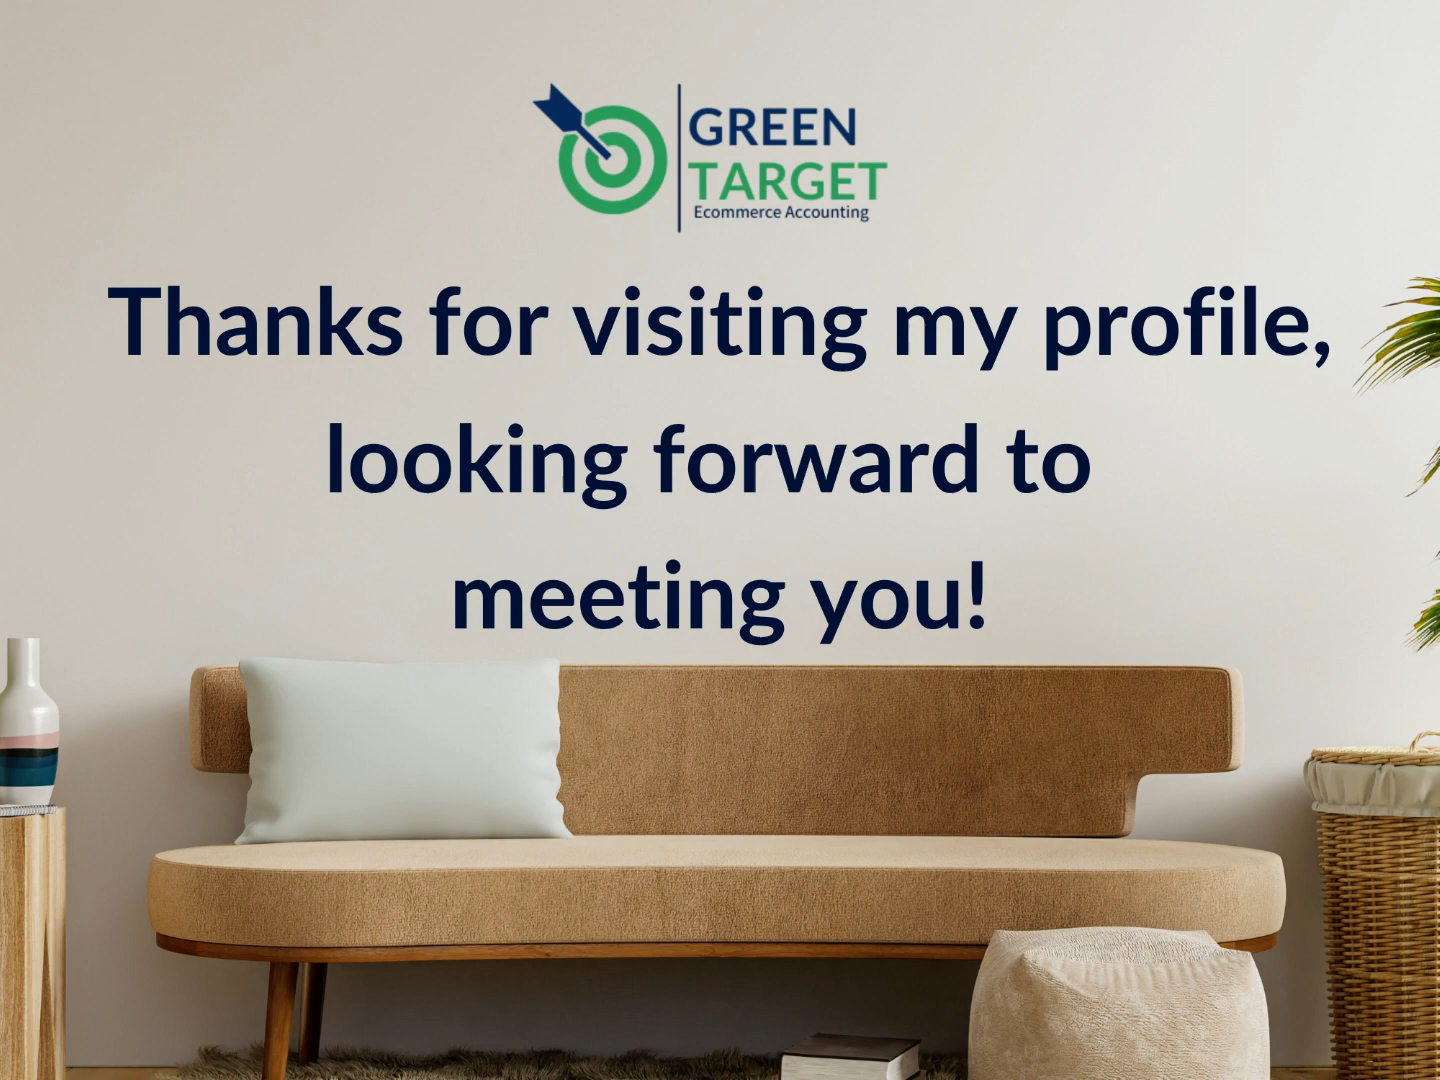 GREEN
TARGET
Ecommerce Accounting
Thanks for visiting my profile,
looking forward to
meeting you!